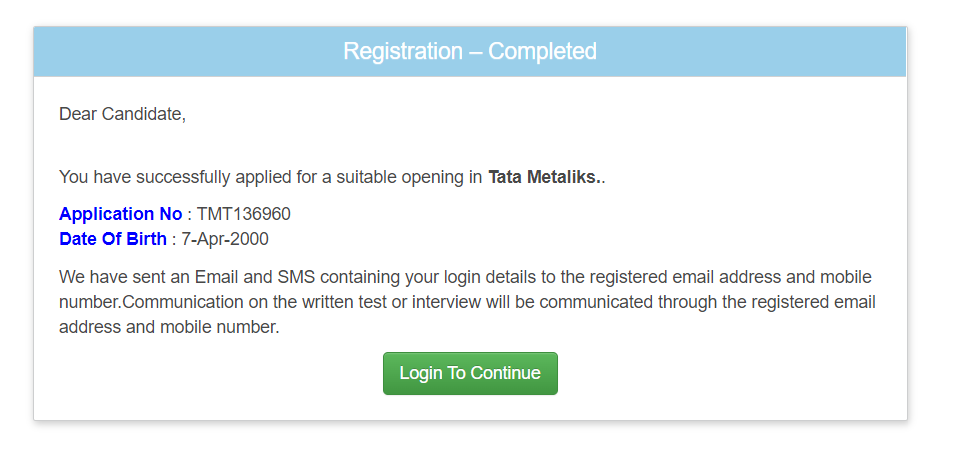 Registration – Completed
Dear Candidate,
You have successfully applied for a suitable opening in Tata Metaliks..
Application No : TMT136960
Date Of Birth : 7-Apr-2000
We have sent an Email and SMS containing your login details to the registered email address and mobile
number.Communication on the written test or interview will be communicated through the registered email
address and mobile number.
Login To Continue